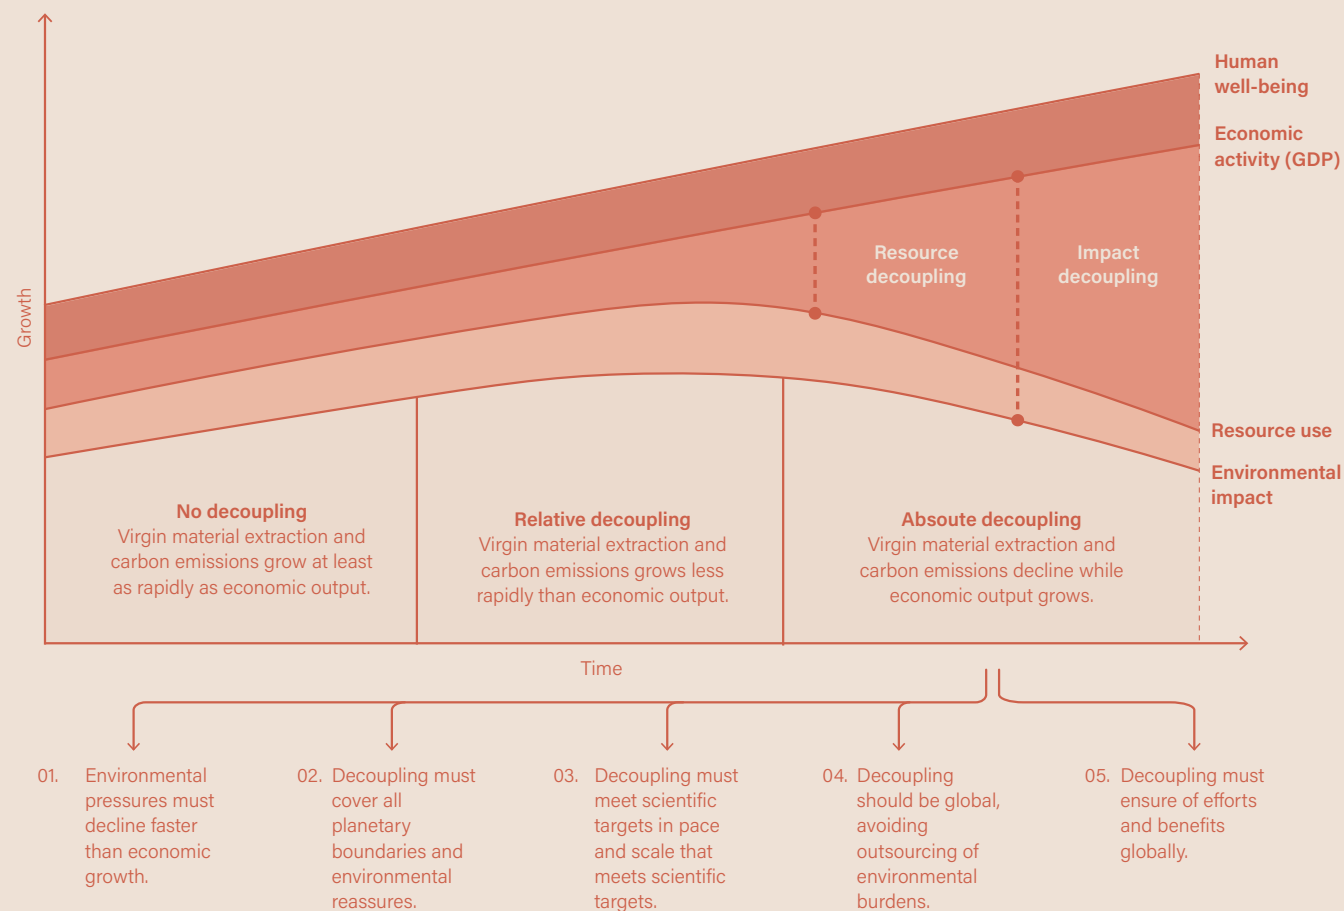 Human
well-being
Economic
activity (GDP)
Resource
decoupling
Impact
decoupling
Growth
Resource use
Environmental
impact
No decoupling
Virgin material extraction and
carbon emissions grow at least
as rapidly as economic output.
Relative decoupling
Virgin material extraction and
carbon emissions grows less
rapidly than economic output.
Absoute decoupling
Virgin material extraction and
carbon emissions decline while
economic output grows.
Time
01. Environmental
pressures must
decline faster
than economic
growth.
02. Decoupling must
cover all
planetary
boundaries and
environmental
reassures.
03. Decoupling must
meet scientific
targets in pace
and scale that
meets scientific
targets.
04. Decoupling
should be global,
avoiding
outsourcing of
environmental
burdens.
05. Decoupling must
ensure of efforts
and benefits
globally.